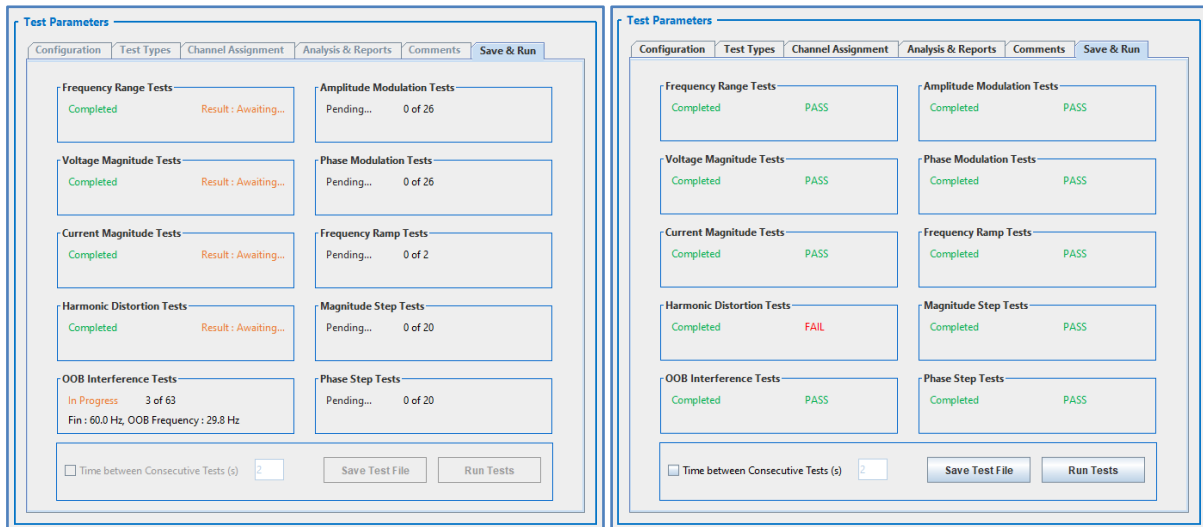 Test Parameters
Configuration Test Types Channel Assignment Analysis & Reports Comments Save & Run
Frequency Range Tests Amplitude Modulation Tests
Completed Result : Awaiting... Pending... 0 of 26
Voltage Magnitude Tests Phase Modulation Tests
Completed Result : Awaiting... Pending... 0 of 26
Current Magnitude Tests Frequency Ramp Tests
Completed Result : Awaiting... Pending... 0 of 2
Harmonic Distortion Tests Magnitude Step Tests
Completed Result : Awaiting... Pending... 0 of 20
OOB Interference Tests Phase Step Tests
In Progress 3 of 63 Pending... 0 of 20
Fin : 60.0 Hz, OOB Frequency : 29.8 Hz
Time between Consecutive Tests (s) 2 Save Test File Run Tests
Test Parameters
Configuration Test Types Channel Assignment Analysis & Reports Comments Save & Run
Frequency Range Tests Amplitude Modulation Tests
Completed PASS Completed PASS
Voltage Magnitude Tests Phase Modulation Tests
Completed PASS Completed PASS
Current Magnitude Tests Frequency Ramp Tests
Completed PASS Completed PASS
Harmonic Distortion Tests Magnitude Step Tests
Completed FAIL Completed PASS
OOB Interference Tests Phase Step Tests
Completed PASS Completed PASS
Time between Consecutive Tests (s) 2 Save Test File Run Tests